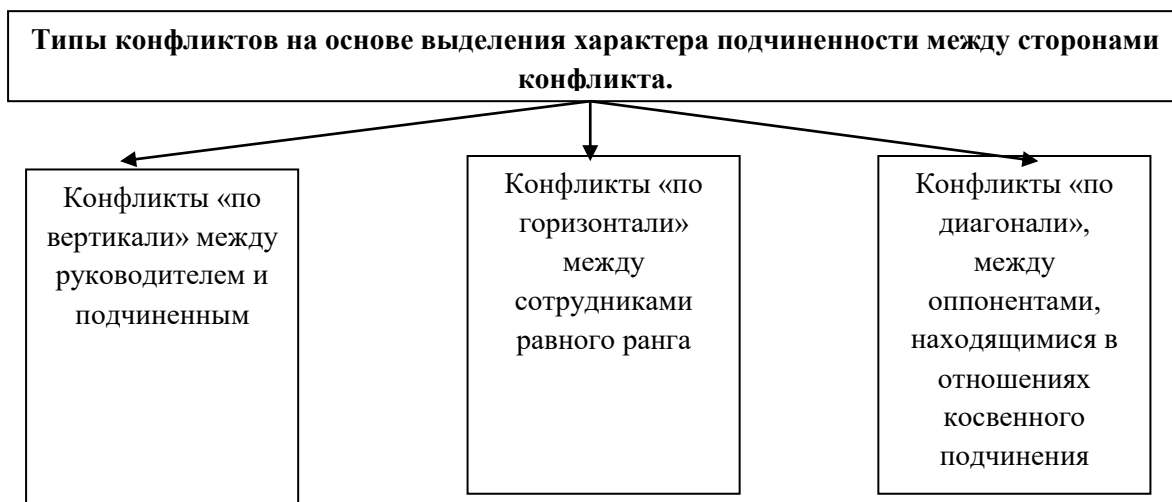 Типы конфликтов на основе выделения характера подчиненности между сторонами
конфликта.
Конфликты «по
вертикали» между
руководителем и
подчиненным
Конфликты «по
горизонтали»
между
сотрудниками
равного ранга
Конфликты «по
диагонали»,
между
оппонентами,
находящимися в
отношениях
косвенного
подчинения